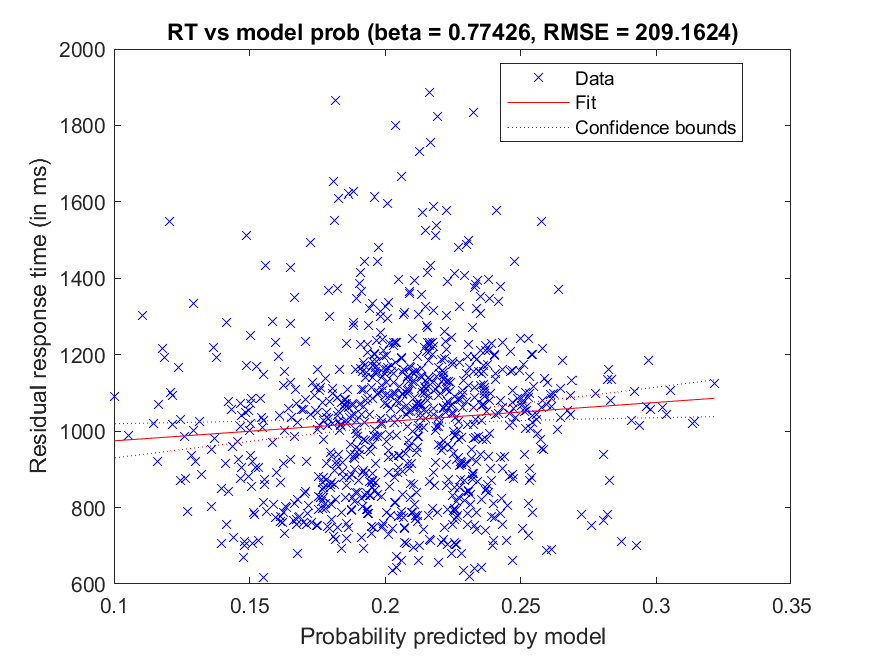 RT vs model prob (beta = 0.77426, RMSE = 209.1624)
2000
1800
1600
1400
1200
1000
800
600
Residual response time (in ms)
Data
Fit
Confidence bounds
0.1 0.15 0.2 0.25 0.3 0.35
Probability predicted by model